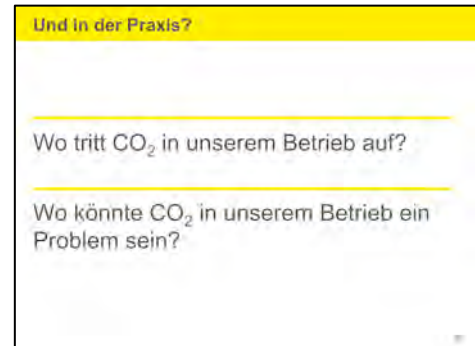 Und in der Praxis?
Wo tritt CO₂ in unserem Betrieb auf?
Wo könnte CO₂ in unserem Betrieb ein
Problem sein?